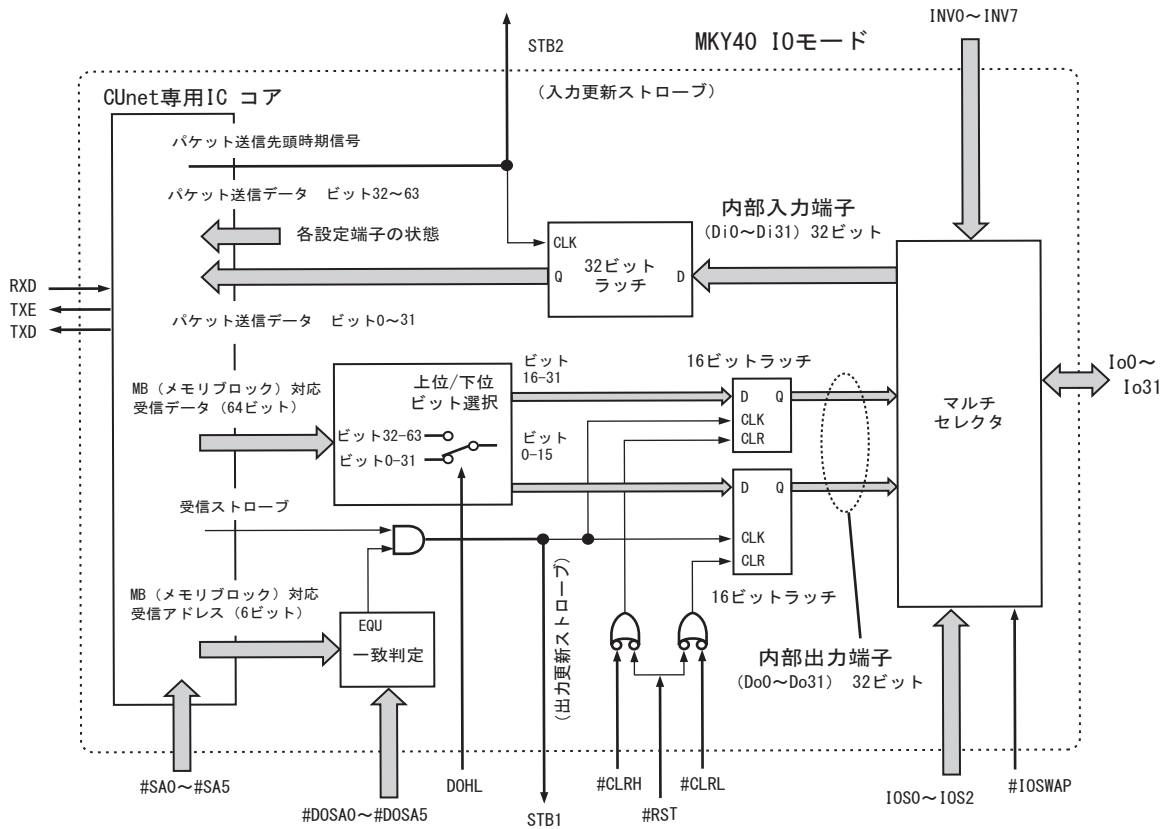 INV0～INV7
STB2
MKY40 IOモード
（入力更新ストローブ）
CUnet専用IC コア
パケット送信先頭時期信号
パケット送信データ　ビット32～63
各設定端子の状態
内部入力端子
（Di0～Di31）32ビット
CLK
32ビット
ラッチ
Q
D
RXD
TXE
TXD
パケット送信データ　ビット0～31
Io0～
Io31
MB（メモリブロック）対応
受信データ（64ビット）
上位/下位
ビット選択
ビット32-63
ビット0-31
ビット
16-31
ビット
0-15
16ビットラッチ
D
Q
CLK
CLR
マルチ
セレクタ
D
Q
CLK
CLR
16ビットラッチ
受信ストローブ
MB（メモリブロック）対応
受信アドレス（6ビット）
EQU
一致判定
（出力更新ストローブ）
内部出力端子
（Do0～Do31）　32ビット
#SA0～#SA5
#DOSA0～#DOSA5
DOHL
STB1
#CLRH
#RST
#CLRL
IOS0～IOS2
#IOSWAP